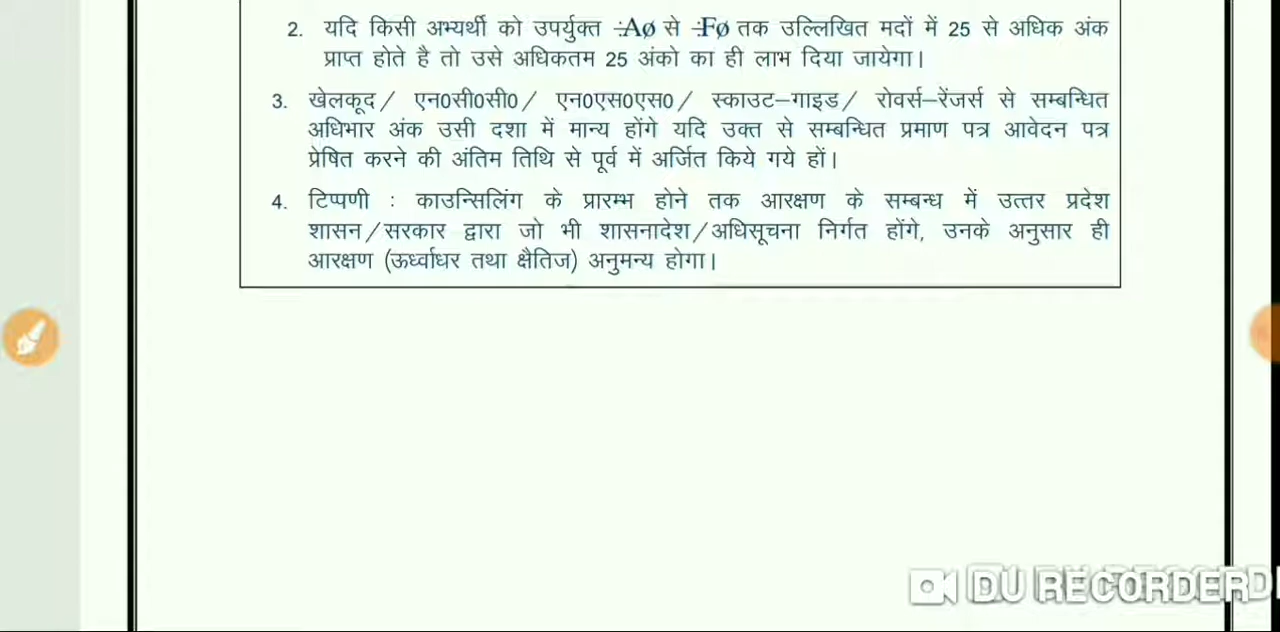 2. यदि किसी अभ्यर्थी को उपर्युक्त ÷Aø से ÷Fø तक उल्लिखित मदों में 25 से अधिक अंक
प्राप्त होते है तो उसे अधिकतम 25 अंको का ही लाभ दिया जायेगा।
3. खेलकूद/ एन0सी0सी0/ एन0एस0एस0/ स्काउट–गाइड/ रोवर्स–रेंजर्स से सम्बन्धित
अधिभार अंक उसी दशा में मान्य होंगे यदि उक्त से सम्बन्धित प्रमाण पत्र आवेदन पत्र
प्रेषित करने की अंतिम तिथि से पूर्व में अर्जित किये गये हों।
4. टिप्पणी : काउन्सिलिंग के प्रारम्भ होने तक आरक्षण के सम्बन्ध में उत्तर प्रदेश
शासन/सरकार द्वारा जो भी शासनादेश/अधिसूचना निर्गत होंगे, उनके अनुसार ही
आरक्षण (ऊर्ध्वाधर तथा क्षैतिज) अनुमन्य होगा।
DU RECORDER